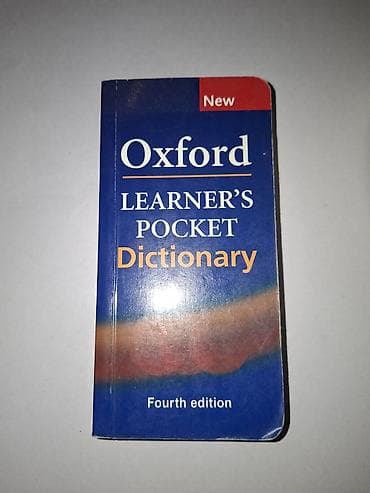 New
Oxford
LEARNER'S
POCKET
Dictionary
Fourth edition